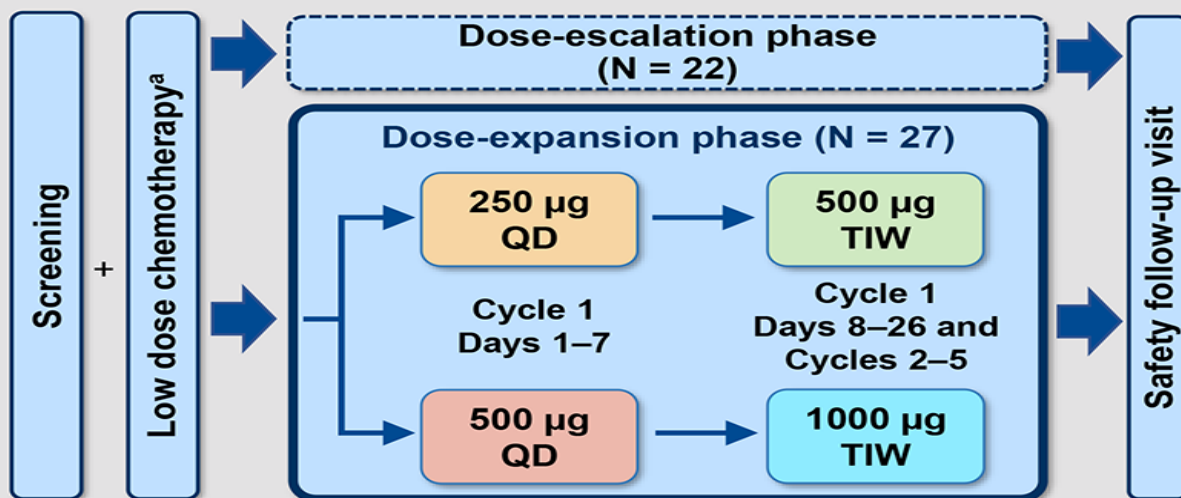 Screening
+
Low dose chemotherapyᵃ
Dose-escalation phase
(N = 22)
Dose-expansion phase (N = 27)
250 µg
QD
500 µg
TIW
Cycle 1
Days 1–7
Cycle 1
Days 8–26 and
Cycles 2–5
500 µg
QD
1000 µg
TIW
Safety follow-up visit